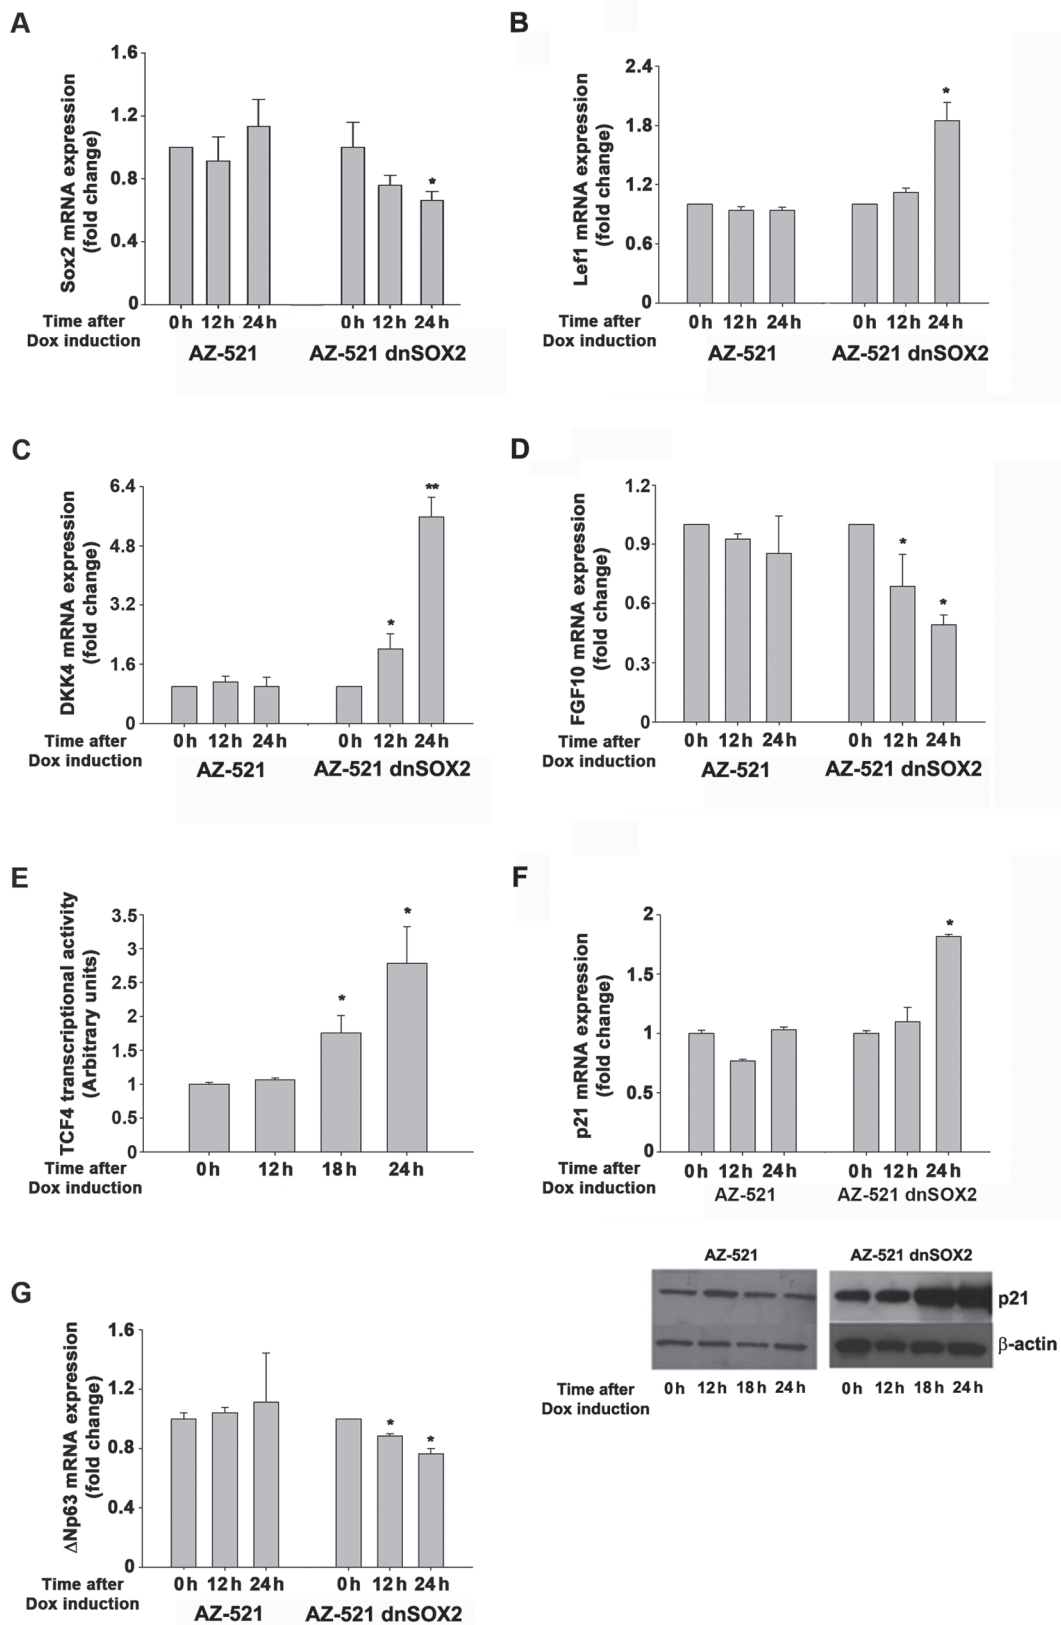 A
Sox2 mRNA expression
(fold change)
1.6
1.2
0.8
0.4
0
*
0h 12h 24h 0h 12h 24h
Time after
Dox induction
AZ-521 AZ-521 dnSOX2
B
Lef1 mRNA expression
(fold change)
2.4
1.8
1.2
0.6
0
*
0h 12h 24h 0h 12h 24h
Time after
Dox induction
AZ-521 AZ-521 dnSOX2
C
DKK4 mRNA expression
(fold change)
6.4
4.8
3.2
1.6
0
*
**
0h 12h 24h 0h 12h 24h
Time after
Dox induction
AZ-521 AZ-521 dnSOX2
D
FGF10 mRNA expression
(fold change)
1.2
0.9
0.6
0.3
0
*
*
0h 12h 24h 0h 12h 24h
Time after
Dox induction
AZ-521 AZ-521 dnSOX2
E
TCF4 transcriptional activity
(Arbitrary units)
3.5
3
2.5
2
1.5
1
0.5
0
*
*
0h 12h 18h 24h
Time after
Dox induction
F
p21 mRNA expression
(fold change)
2
1.5
1
0.5
0
*
0h 12h 24h 0h 12h 24h
Time after
Dox induction
AZ-521 AZ-521 dnSOX2
AZ-521 AZ-521 dnSOX2
p21
β-actin
0h 12h 18h 24h 0h 12h 18h 24h
Time after
Dox induction
G
ΔNp63 mRNA expression
(fold change)
1.6
1.2
0.8
0.4
0
*
*
0h 12h 24h 0h 12h 24h
Time after
Dox induction
AZ-521 AZ-521 dnSOX2